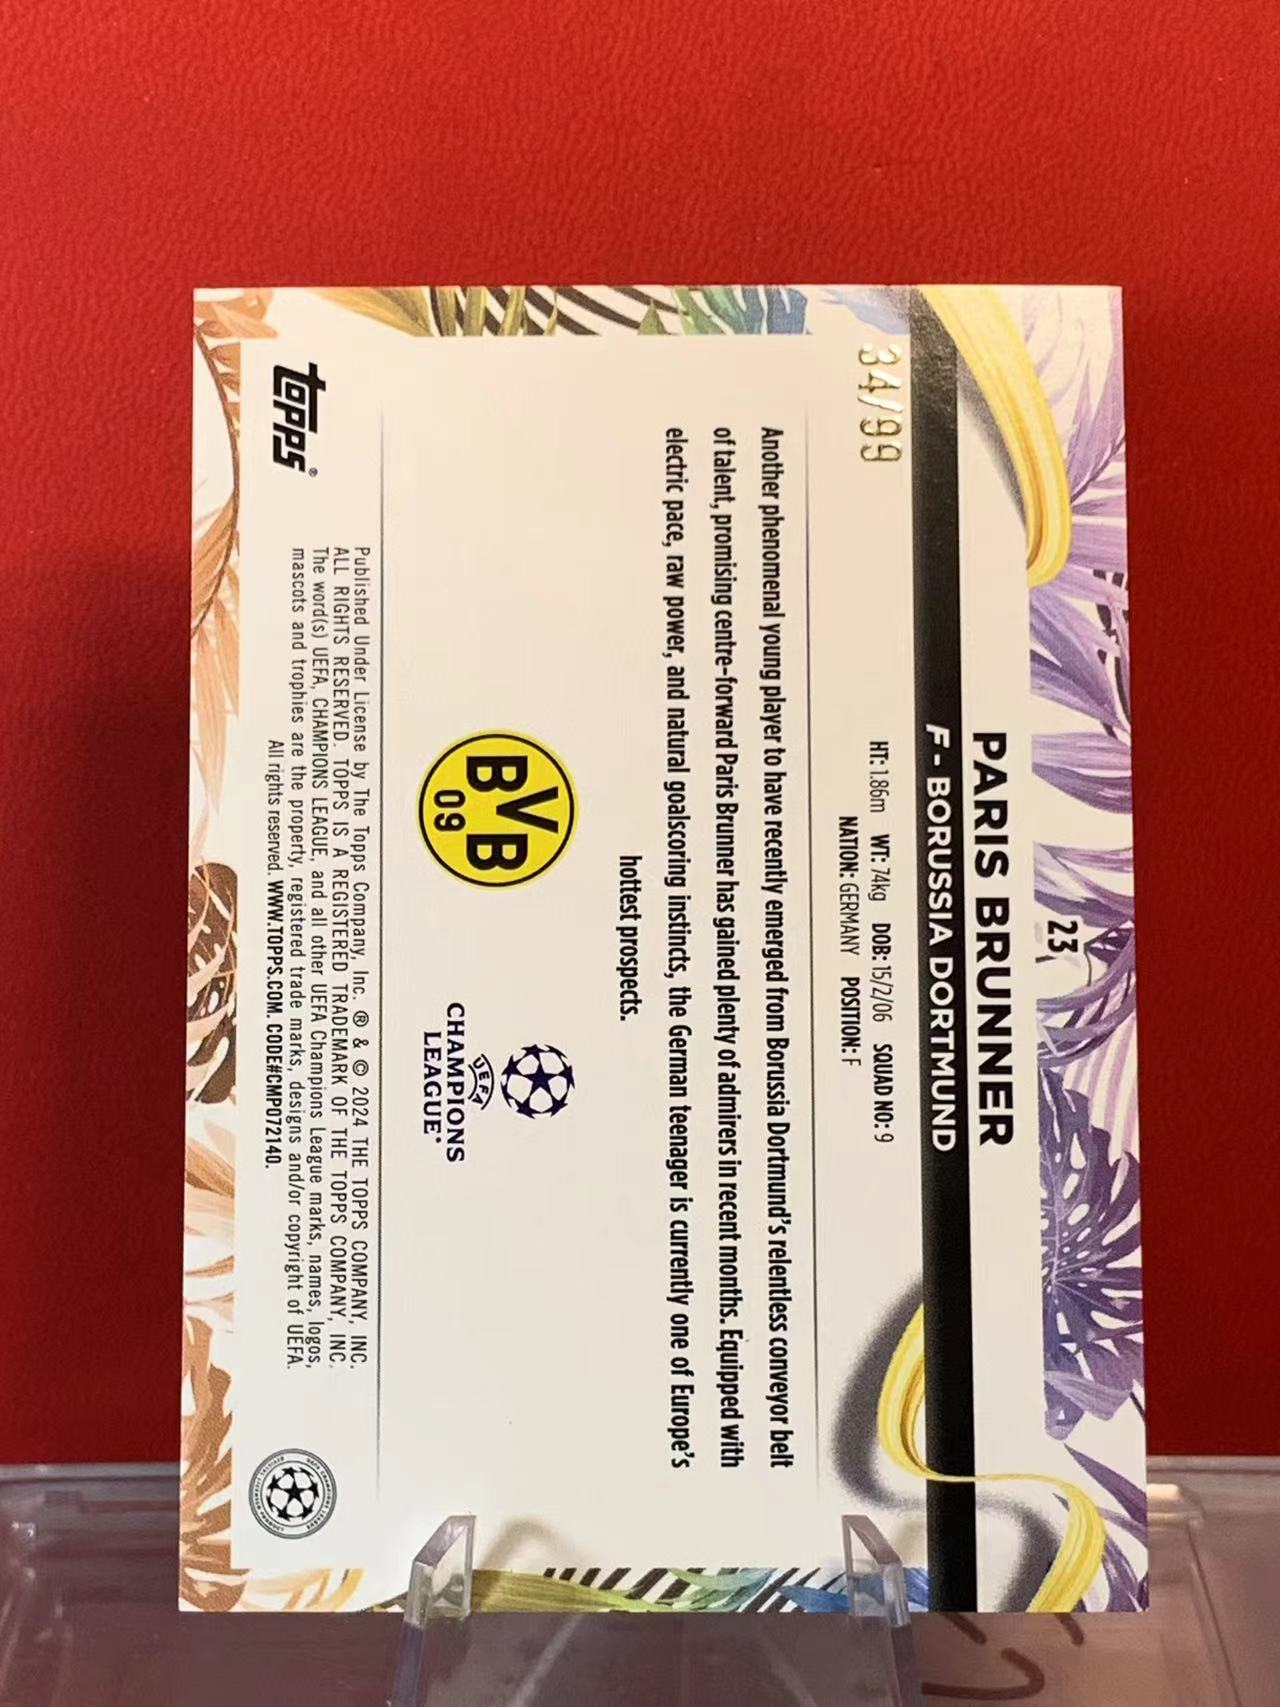 23
PARIS BRUNNER
F - BORUSSIA DORTMUND
34/99
HT: 1.86m WT: 74kg DOB: 15/2/06 SQUAD NO: 9
NATION: GERMANY POSITION: F
Another phenomenal young player to have recently emerged from Borussia Dortmund's relentless conveyor belt
of talent, promising centre-forward Paris Brunner has gained plenty of admirers in recent months. Equipped with
electric pace, raw power, and natural goalscoring instincts, the German teenager is currently one of Europe's
hottest prospects.
BVB
09
UEFA
CHAMPIONS
LEAGUE®
topps®
Published Under License by The Topps Company, Inc. ® & © 2024 THE TOPPS COMPANY, INC.
ALL RIGHTS RESERVED. TOPPS IS A REGISTERED TRADEMARK OF THE TOPPS COMPANY, INC.
The word(s) UEFA, CHAMPIONS LEAGUE, and all other UEFA Champions League marks, names, logos,
mascots and trophies are the property, registered trade marks, designs and/or copyright of UEFA.
All rights reserved. WWW.TOPPS.COM. CODE#CMP072140.